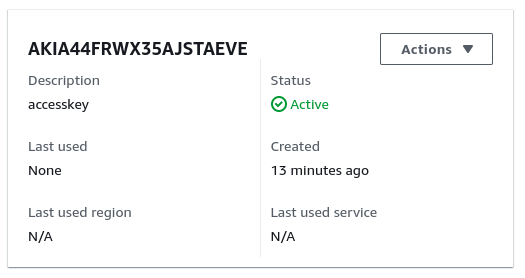 AKIA44FRWX35AJSTAEVE
Actions
Description
accesskey
Status
Active
Last used
None
Created
13 minutes ago
Last used region
N/A
Last used service
N/A